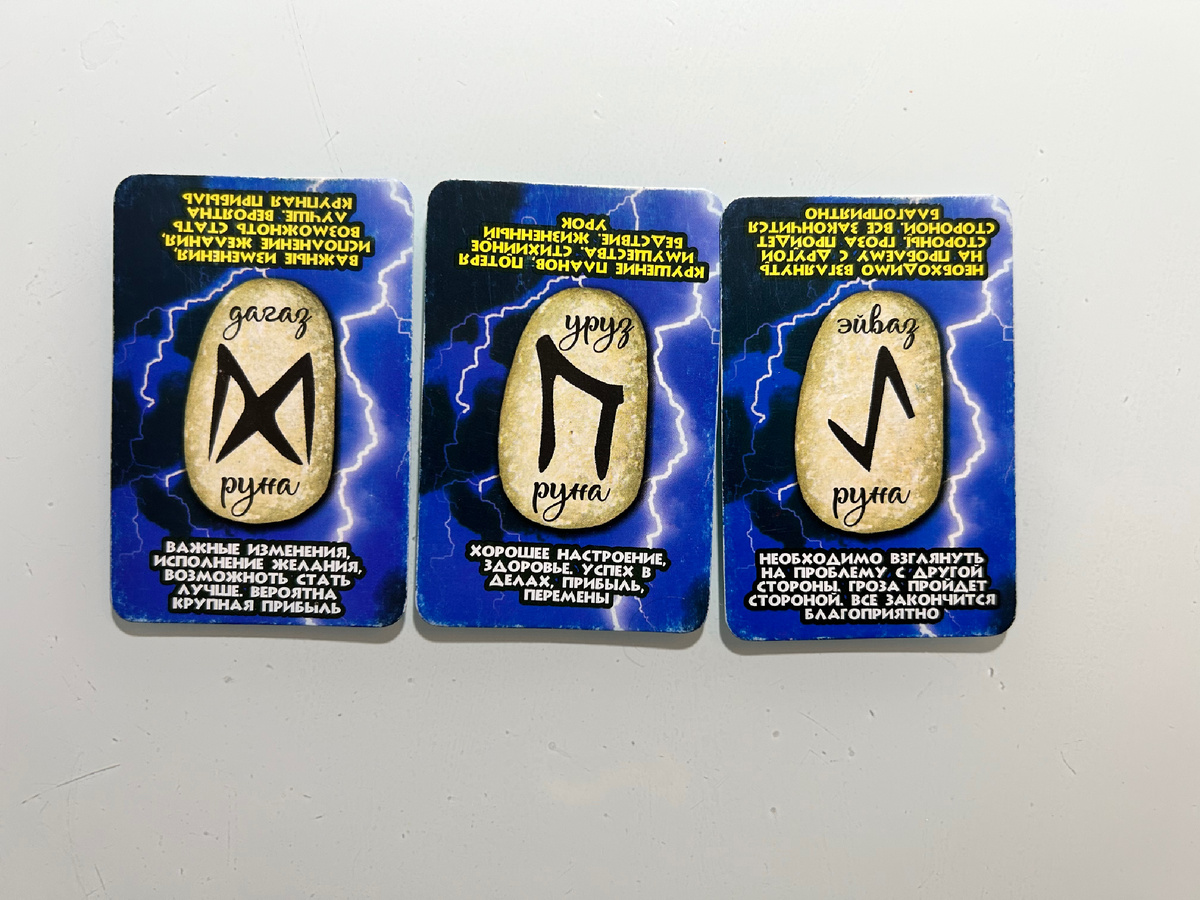 ВАЖНЫЕ ИЗМЕНЕНИЯ,
ИСПОЛНЕНИЕ ЖЕЛАНИЯ,
ВОЗМОЖНОТЬ СТАТЬ
ЛУЧШЕ. ВЕРОЯТНА
КРУПНАЯ ПРИБЫЛЬ
дагаз
руна
ВАЖНЫЕ ИЗМЕНЕНИЯ,
ИСПОЛНЕНИЕ ЖЕЛАНИЯ,
ВОЗМОЖНОТЬ СТАТЬ
ЛУЧШЕ. ВЕРОЯТНА
КРУПНАЯ ПРИБЫЛЬ
КРУШЕНИЕ ПЛАНОВ, ПОТЕРЯ
ИМУЩЕСТВА. СТИХИЙНОЕ
БЕДСТВИЕ. ЖИЗНЕННЫЙ
УРОК
уруз
руна
ХОРОШЕЕ НАСТРОЕНИЕ,
ЗДОРОВЬЕ. УСПЕХ В
ДЕЛАХ, ПРИБЫЛЬ,
ПЕРЕМЕНЫ
НЕОБХОДИМО ВЗГЛЯНУТЬ
НА ПРОБЛЕМУ С ДРУГОЙ
СТОРОНЫ. ГРОЗА ПРОЙДЕТ
СТОРОНОЙ. ВСЕ ЗАКОНЧИТСЯ
БЛАГОПРИЯТНО
эйваз
руна
НЕОБХОДИМО ВЗГЛЯНУТЬ
НА ПРОБЛЕМУ С ДРУГОЙ
СТОРОНЫ. ГРОЗА ПРОЙДЕТ
СТОРОНОЙ. ВСЕ ЗАКОНЧИТСЯ
БЛАГОПРИЯТНО